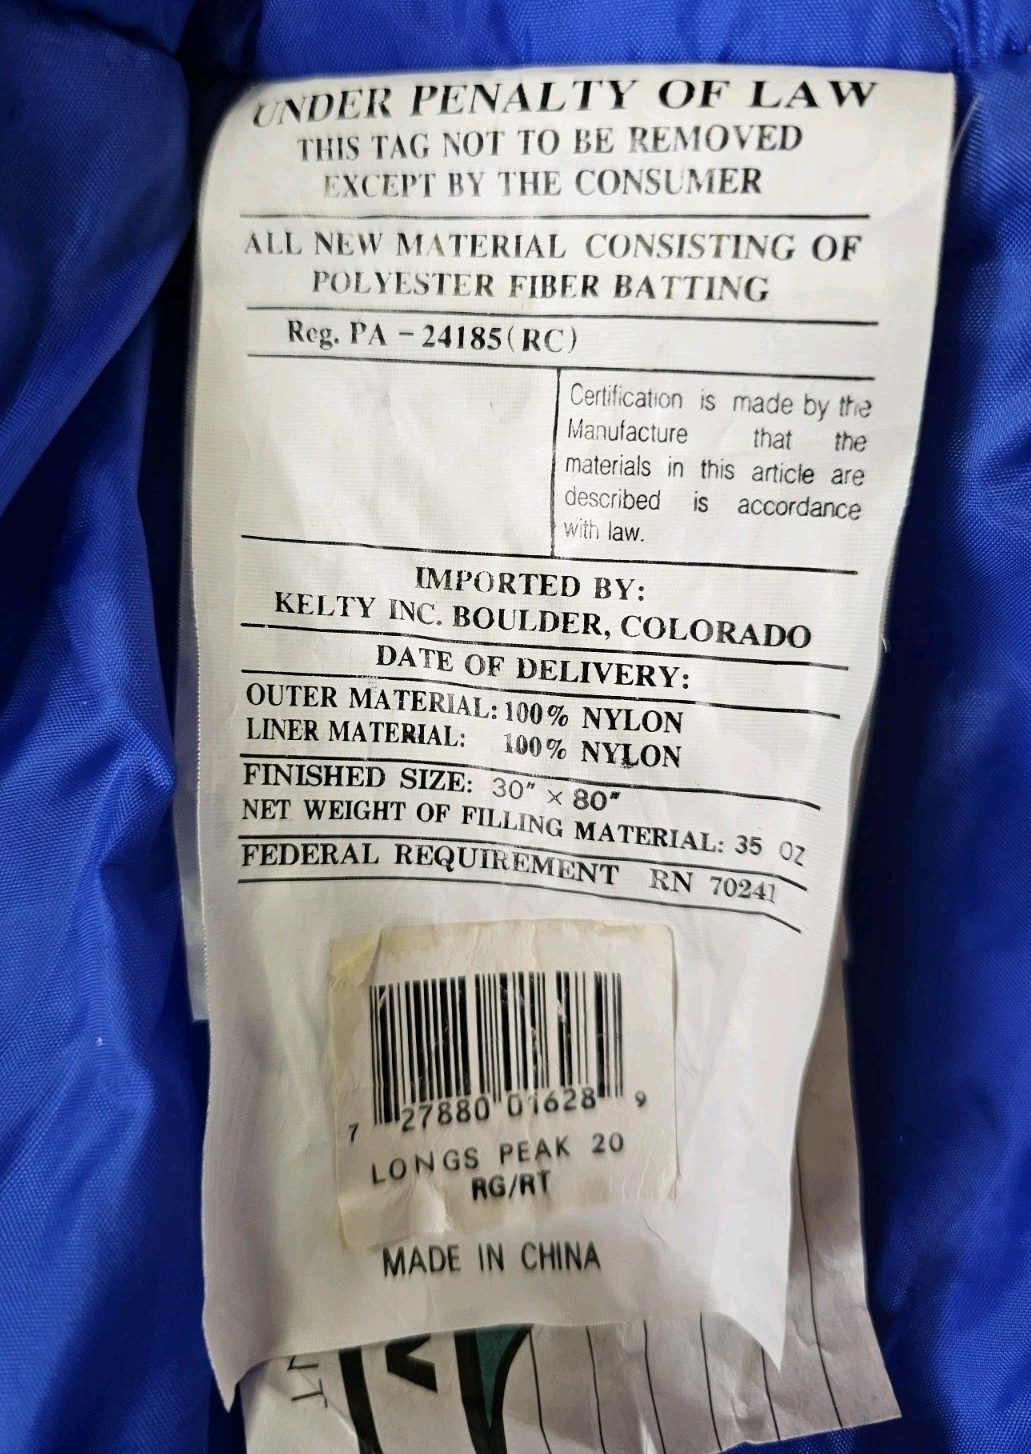 UNDER PENALTY OF LAW
THIS TAG NOT TO BE REMOVED
EXCEPT BY THE CONSUMER
ALL NEW MATERIAL CONSISTING OF
POLYESTER FIBER BATTING
Reg. PA - 24185(RC)
Certification is made by the
Manufacture that the
materials in this article are
described is accordance
with law.
IMPORTED BY:
KELTY INC. BOULDER, COLORADO
DATE OF DELIVERY:
OUTER MATERIAL: 100% NYLON
LINER MATERIAL: 100% NYLON
FINISHED SIZE: 30" × 80"
NET WEIGHT OF FILLING MATERIAL: 35 OZ
FEDERAL REQUIREMENT RN 70241
7 27880 01628 9
LONGS PEAK 20
RG/RT
MADE IN CHINA